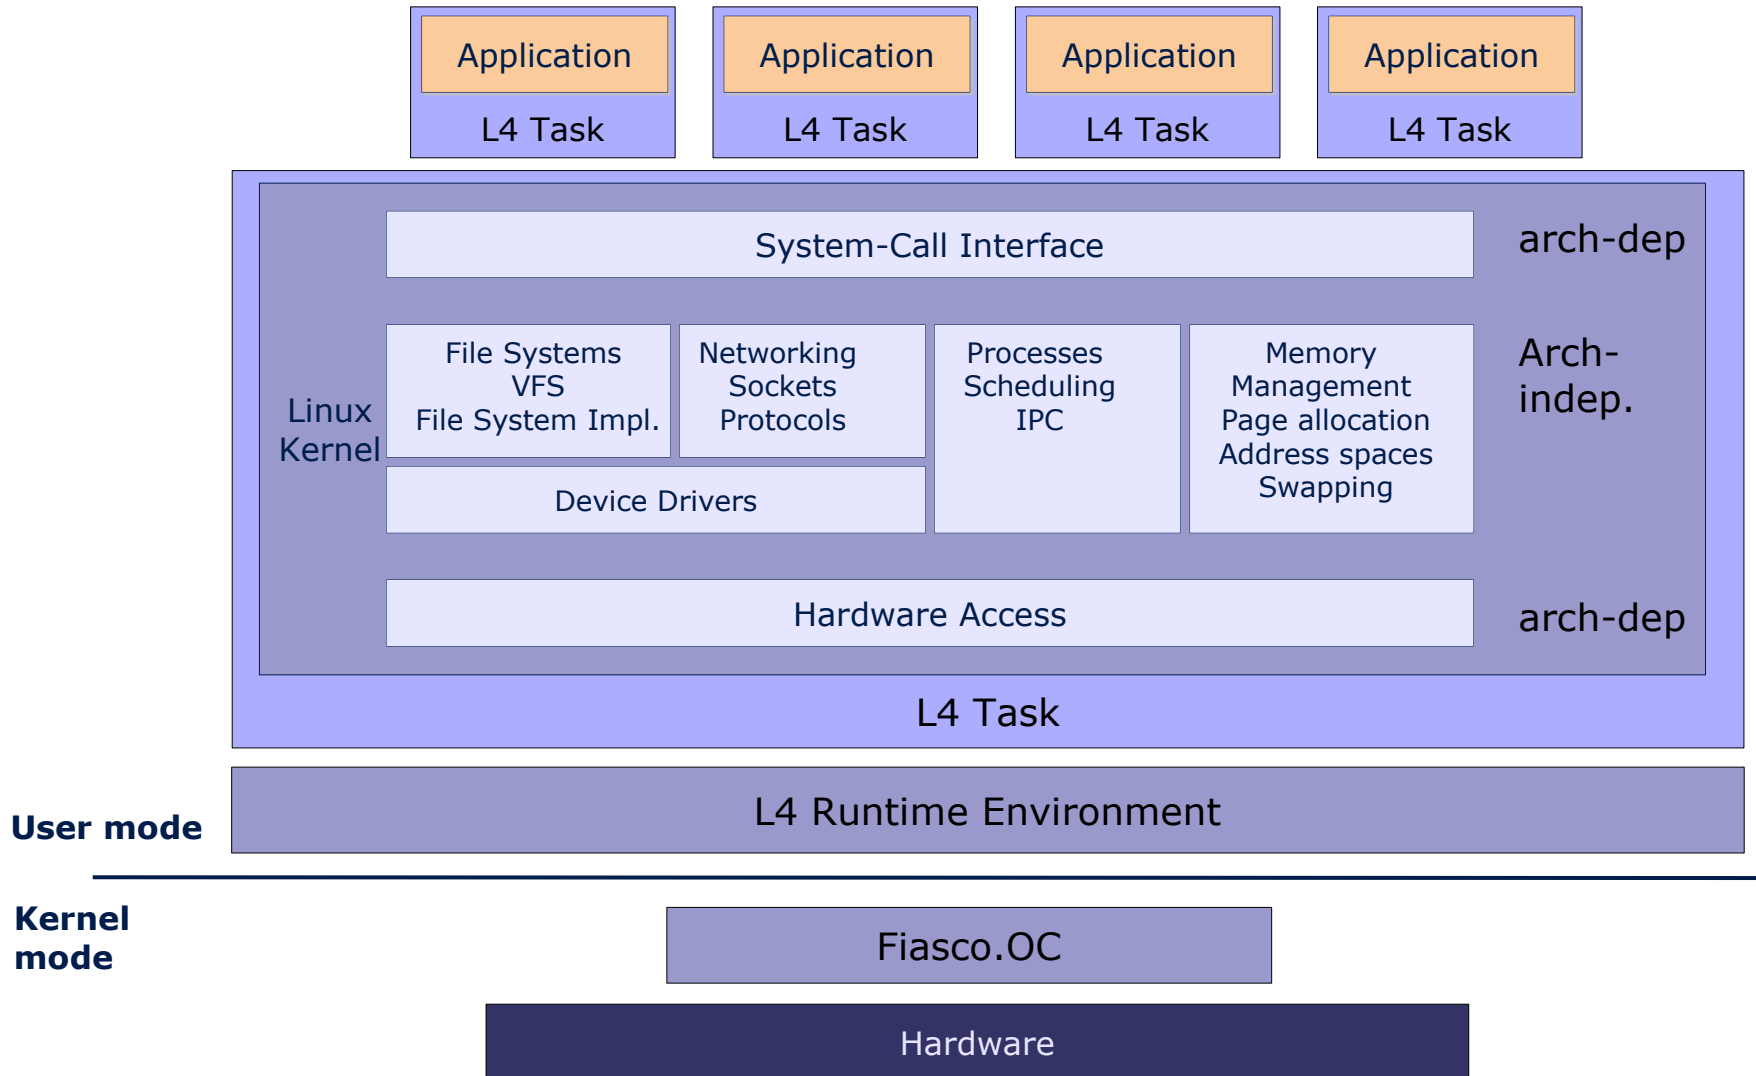 Application
Application
Application
Application
L4 Task
L4 Task
L4 Task
L4 Task
System-Call Interface
arch-dep
Linux
Kernel
File Systems
VFS
File System Impl.
Networking
Sockets
Protocols
Processes
Scheduling
IPC
Memory
Management
Page allocation
Address spaces
Swapping
Arch-
indep.
Device Drivers
Hardware Access
arch-dep
L4 Task
L4 Runtime Environment
User mode
Kernel
mode
Fiasco.OC
Hardware